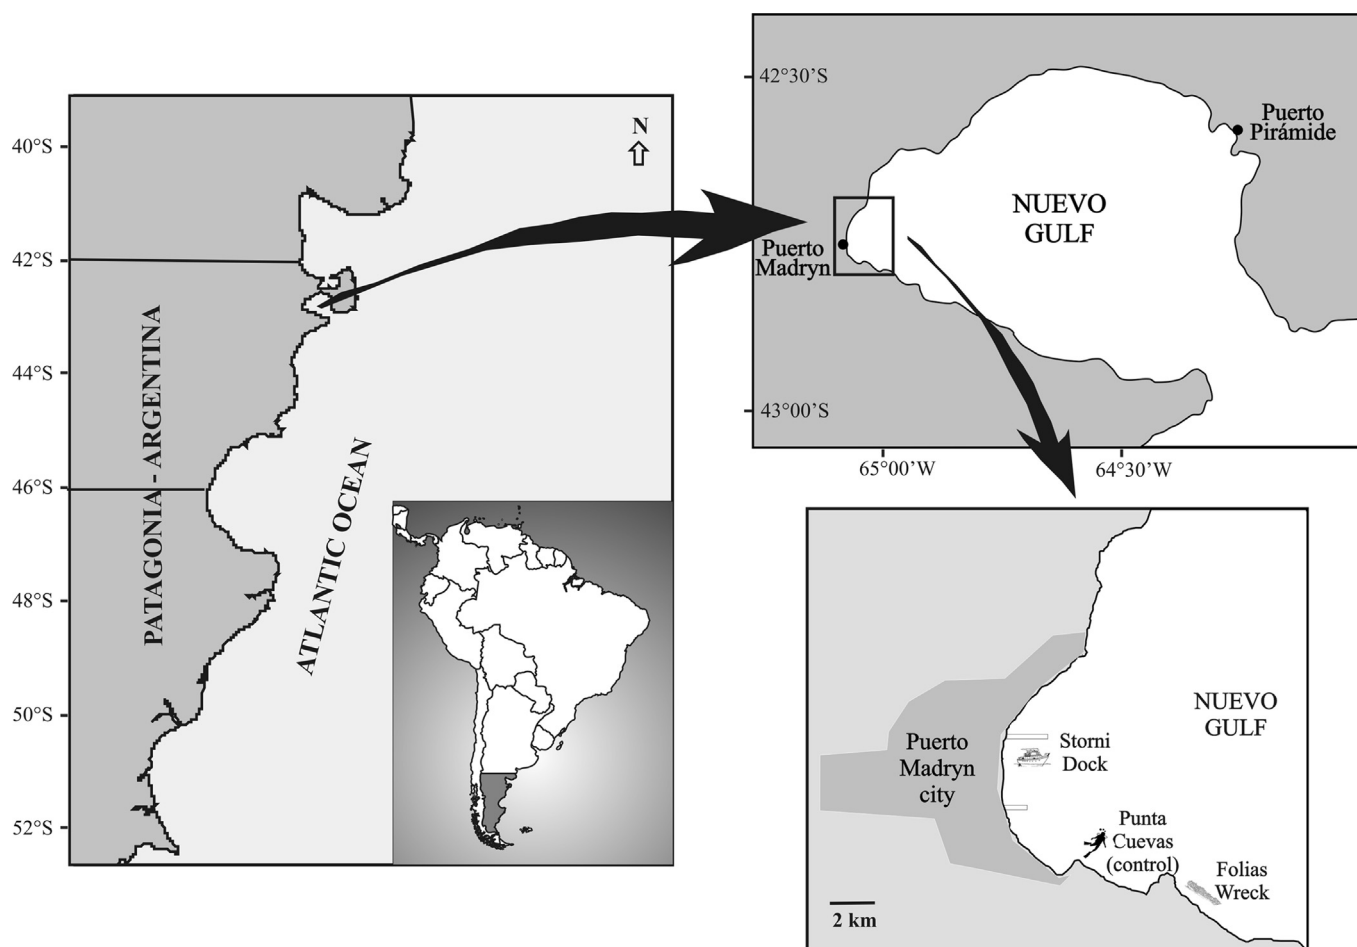 N
40°S
42°S
44°S
46°S
48°S
50°S
52°S
PATAGONIA - ARGENTINA
ATLANTIC OCEAN
42°30'S
43°00'S
65°00'W
64°30'W
Puerto
Pirámide
NUEVO
GULF
Puerto
Madryn
NUEVO
GULF
Storni
Dock
Puerto
Madryn
city
Punta
Cuevas
(control)
Folias
Wreck
2 km